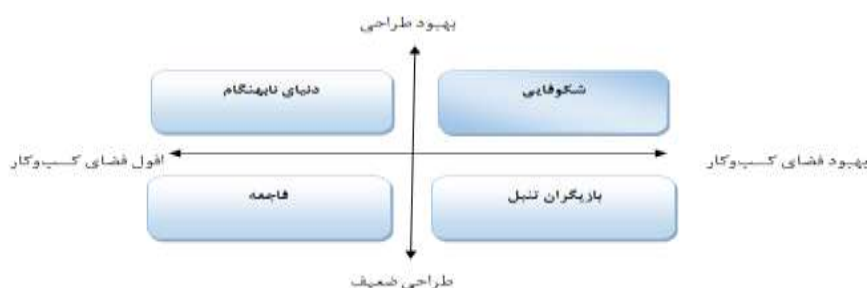 بهبود طراحی
شکوفایی
دنیای نابهنگام
بهبود فضای کسب‌وکار
افول فضای کسب‌وکار
بازیگران تنبل
فاجعه
طراحی ضعیف